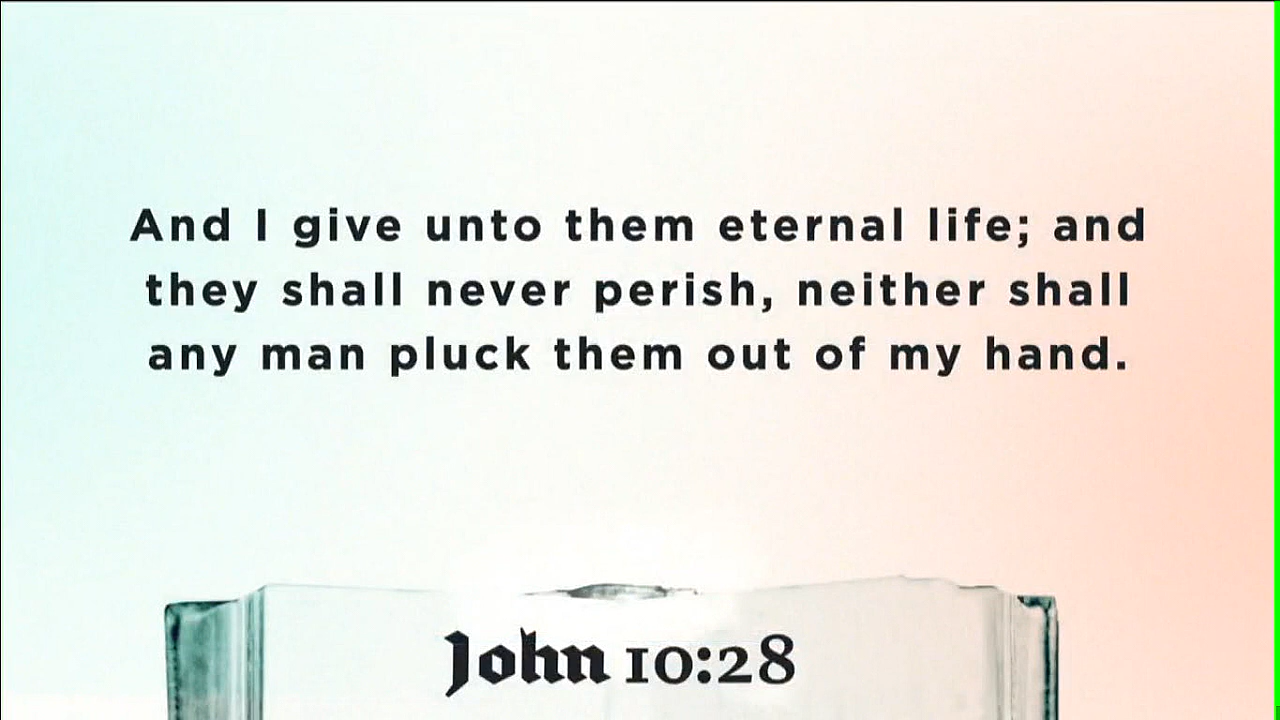 And I give unto them eternal life; and
they shall never perish, neither shall
any man pluck them out of my hand.
John 10:28